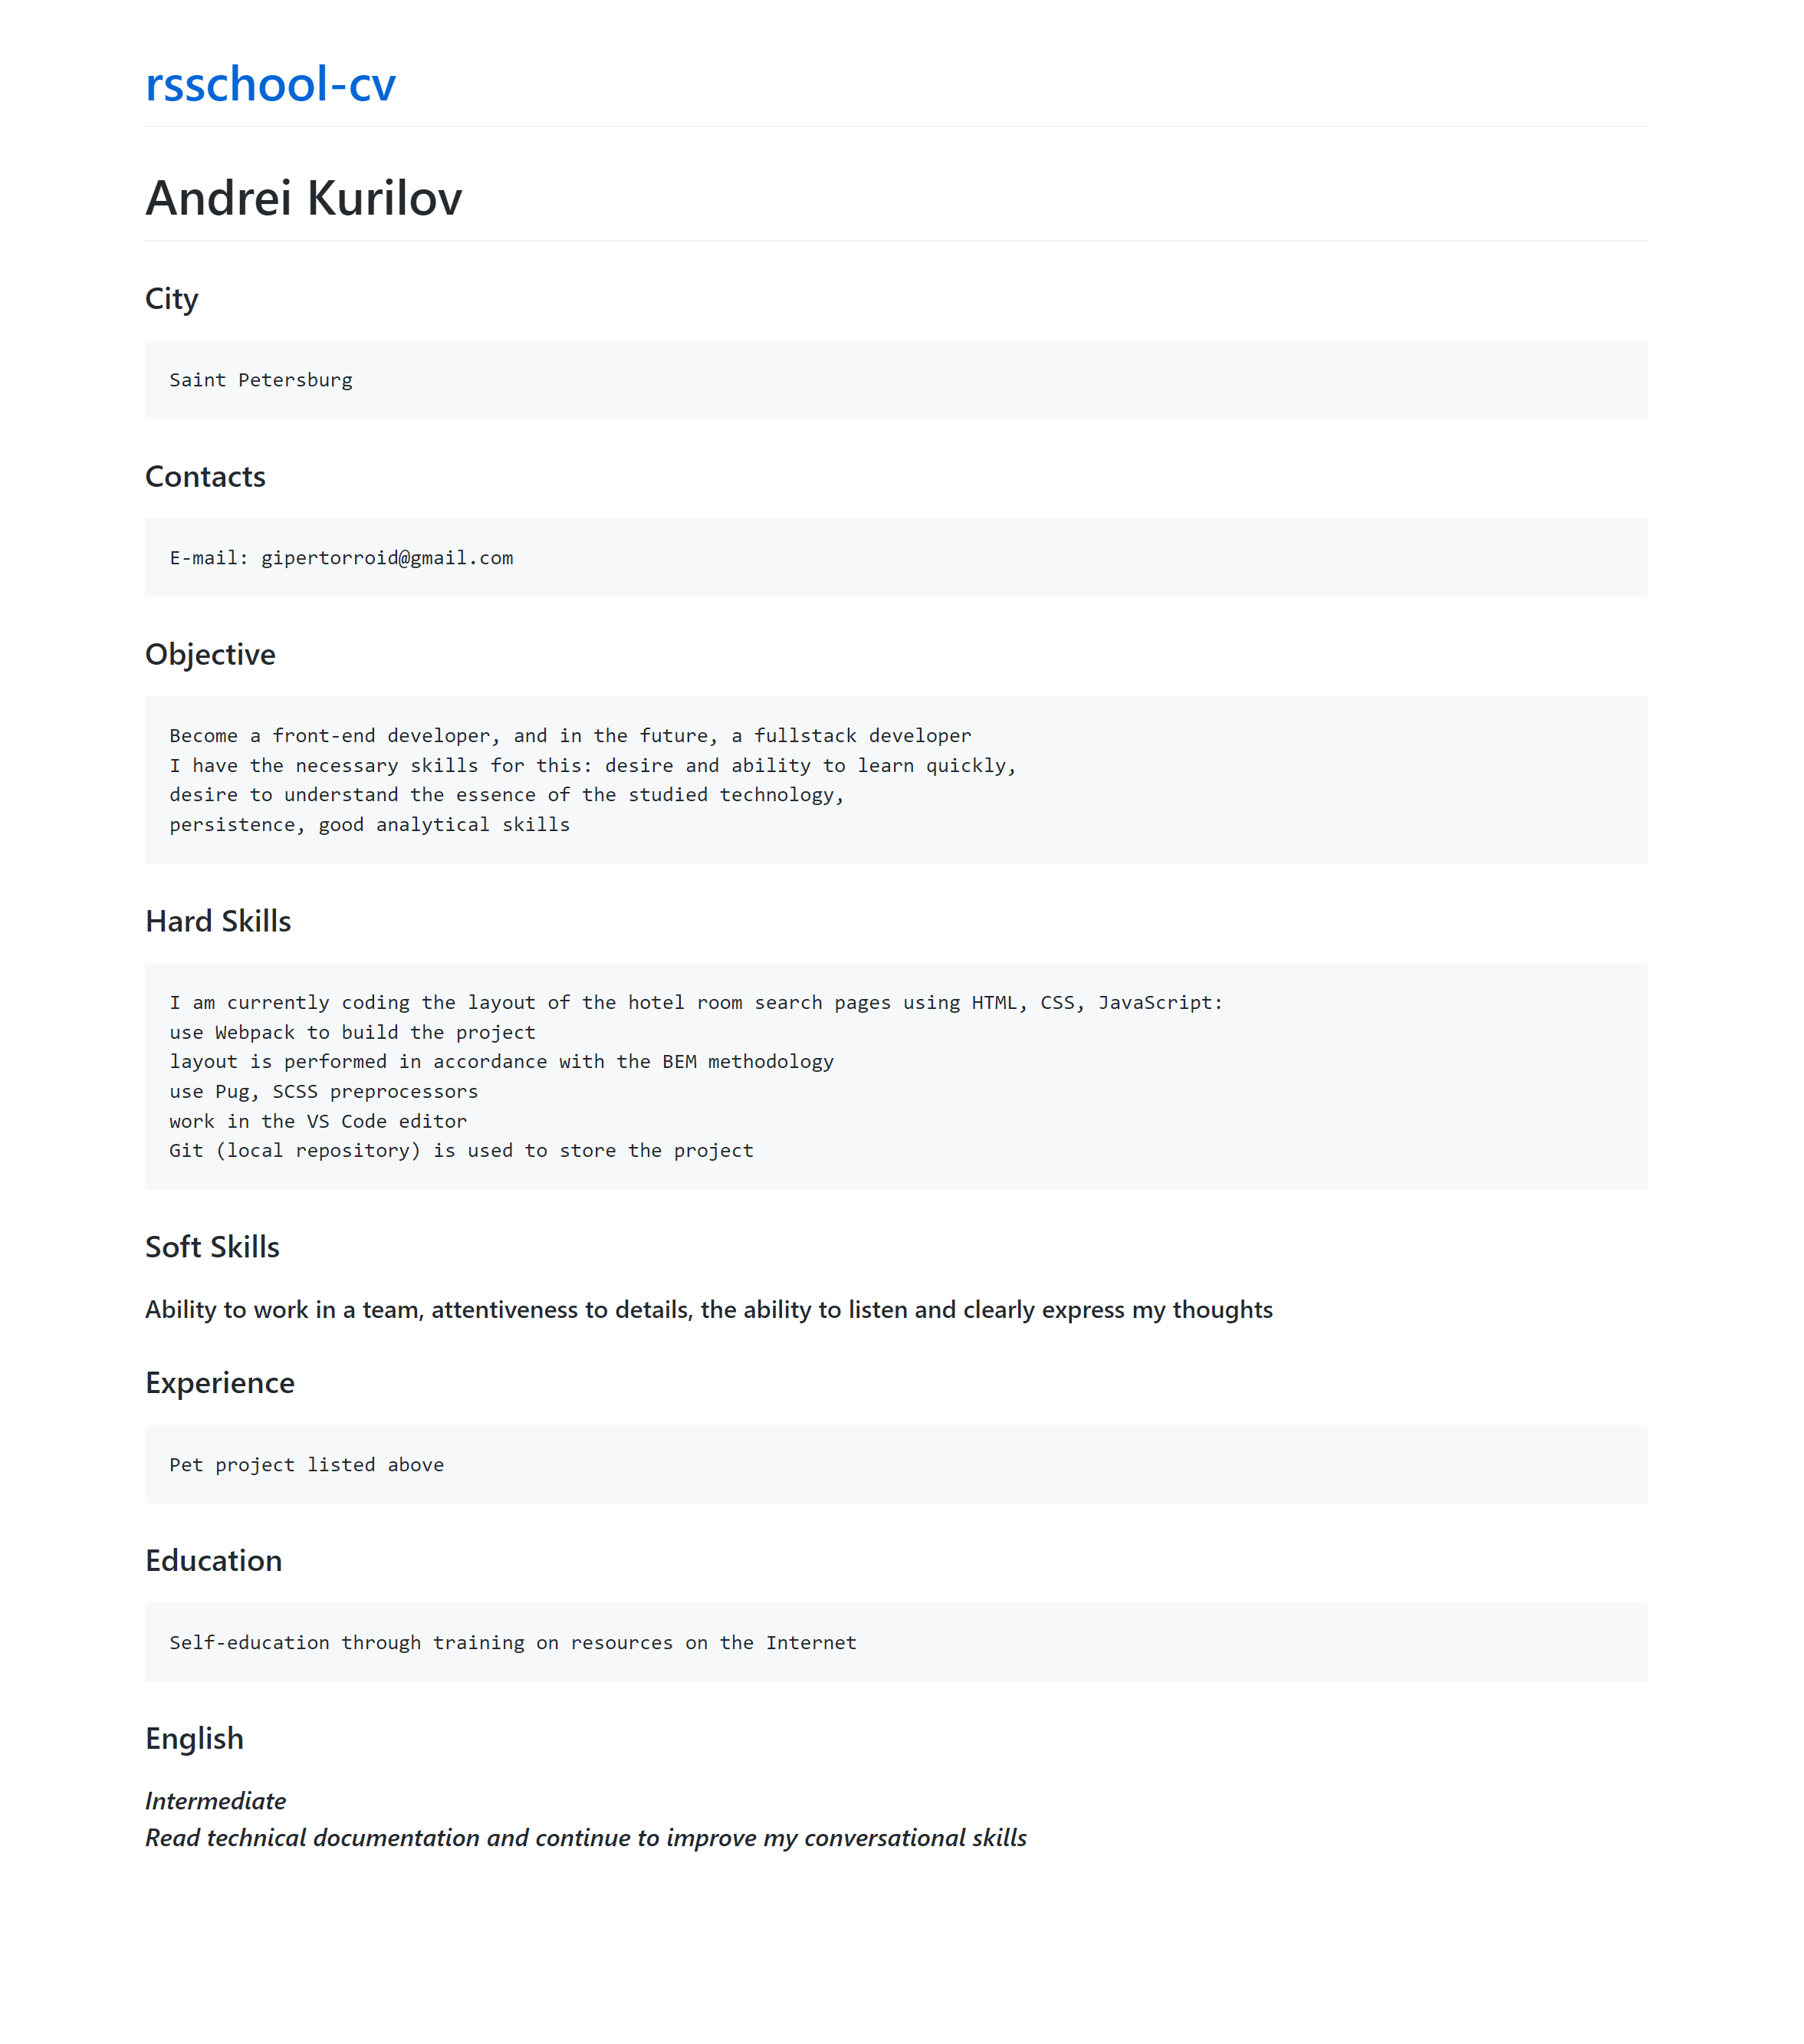 rsschool-cv
Andrei Kurilov
City
Saint Petersburg
Contacts
E-mail: gipertorroid@gmail.com
Objective
Become a front-end developer, and in the future, a fullstack developer
I have the necessary skills for this: desire and ability to learn quickly,
desire to understand the essence of the studied technology,
persistence, good analytical skills
Hard Skills
I am currently coding the layout of the hotel room search pages using HTML, CSS, JavaScript:
use Webpack to build the project
layout is performed in accordance with the BEM methodology
use Pug, SCSS preprocessors
work in the VS Code editor
Git (local repository) is used to store the project
Soft Skills
Ability to work in a team, attentiveness to details, the ability to listen and clearly express my thoughts
Experience
Pet project listed above
Education
Self-education through training on resources on the Internet
English
Intermediate
Read technical documentation and continue to improve my conversational skills